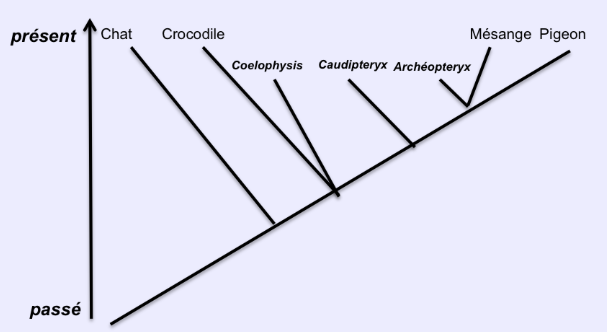 présent
Chat
Crocodile
Mésange
Pigeon
Coelophysis
Caudipteryx
Archéopteryx
passé